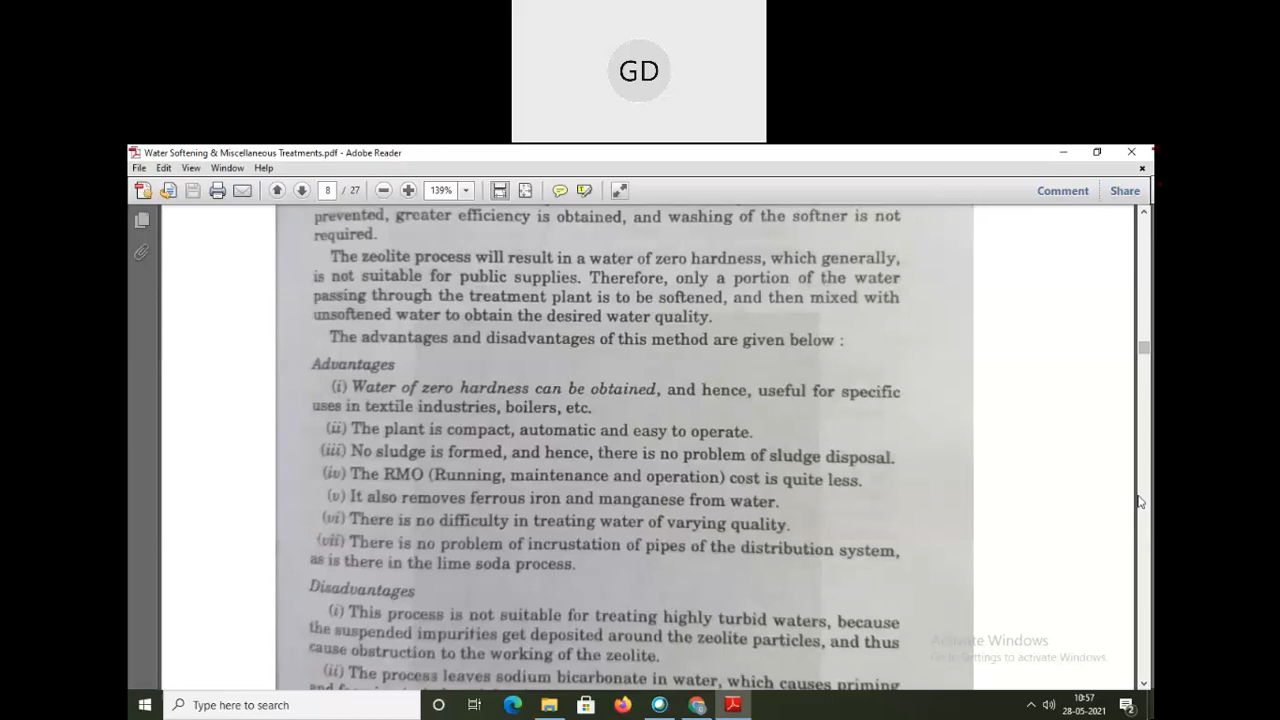 GD
Water Softening & Miscellaneous Treatments.pdf - Adobe Reader
File Edit View Window Help
8 / 27 139% Comment Share
prevented, greater efficiency is obtained, and washing of the softner is not
required.
The zeolite process will result in a water of zero hardness, which generally,
is not suitable for public supplies. Therefore, only a portion of the water
passing through the treatment plant is to be softened, and then mixed with
unsoftened water to obtain the desired water quality.
The advantages and disadvantages of this method are given below :
Advantages
(i) Water of zero hardness can be obtained, and hence, useful for specific
uses in textile industries, boilers, etc.
(ii) The plant is compact, automatic and easy to operate.
(iii) No sludge is formed, and hence, there is no problem of sludge disposal.
(iv) The RMO (Running, maintenance and operation) cost is quite less.
(v) It also removes ferrous iron and manganese from water.
(vi) There is no difficulty in treating water of varying quality.
(vii) There is no problem of incrustation of pipes of the distribution system,
as is there in the lime soda process.
Disadvantages
(i) This process is not suitable for treating highly turbid waters, because
the suspended impurities get deposited around the zeolite particles, and thus
cause obstruction to the working of the zeolite.
(ii) The process leaves sodium bicarbonate in water, which causes priming
Activate Windows
Go to Settings to activate Windows.
Type here to search
10:57
28-05-2021
2